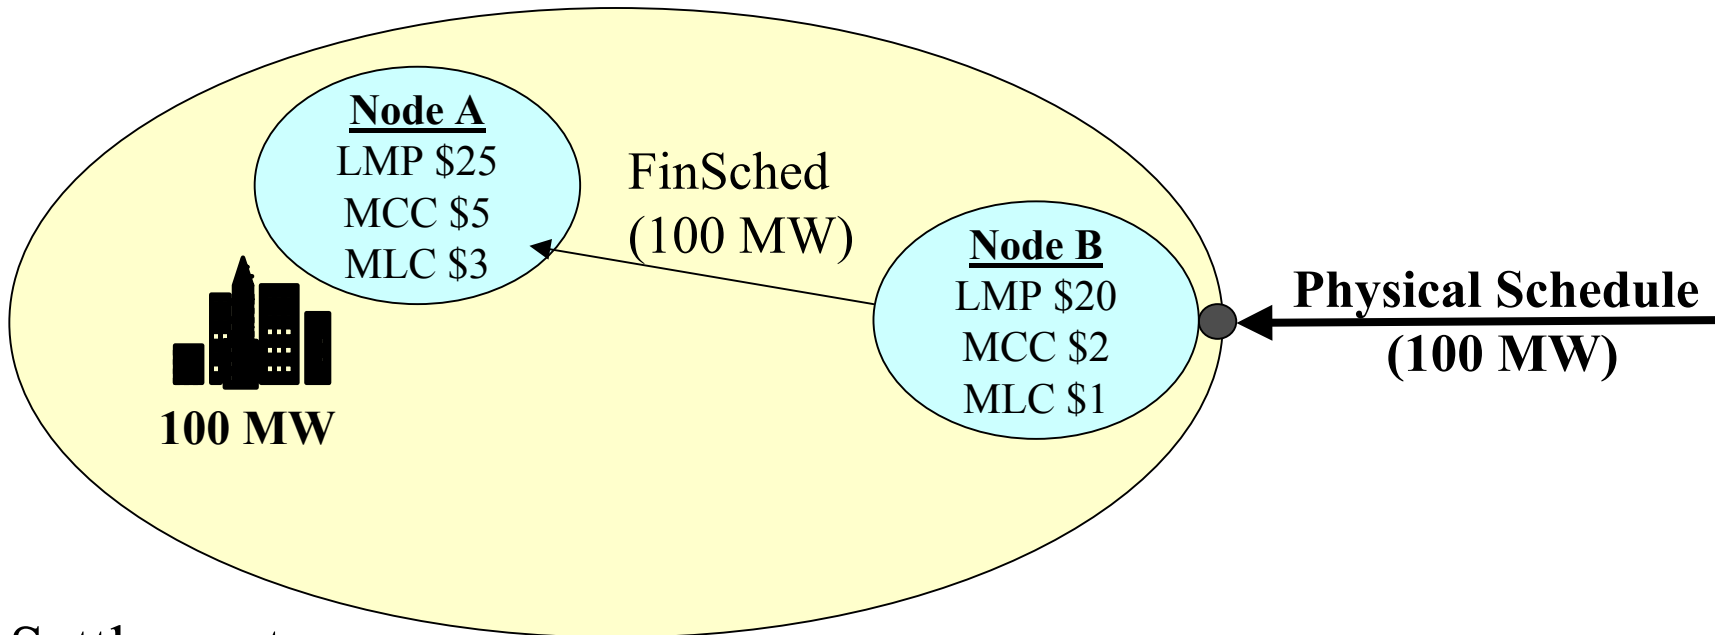 Node A
LMP $25
MCC $5
MLC $3
FinSched
(100 MW)
Node B
LMP $20
MCC $2
MLC $1
Physical Schedule
(100 MW)
100 MW